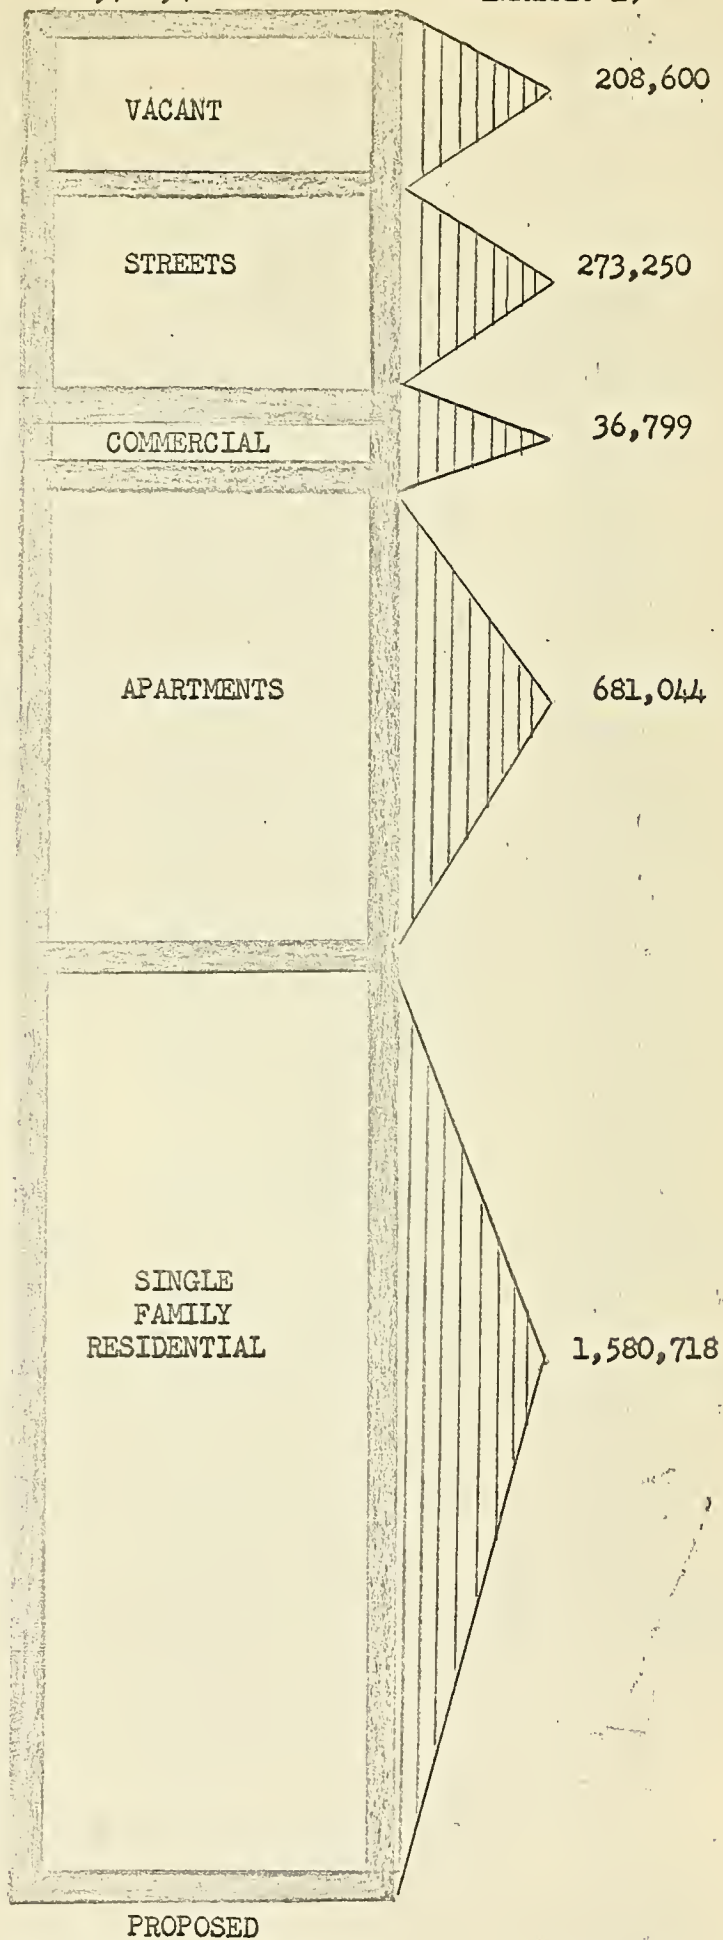 VACANT
208,600
STREETS
273,250
COMMERCIAL
36,799
APARTMENTS
681,044
SINGLE
FAMILY
RESIDENTIAL
1,580,718
PROPOSED